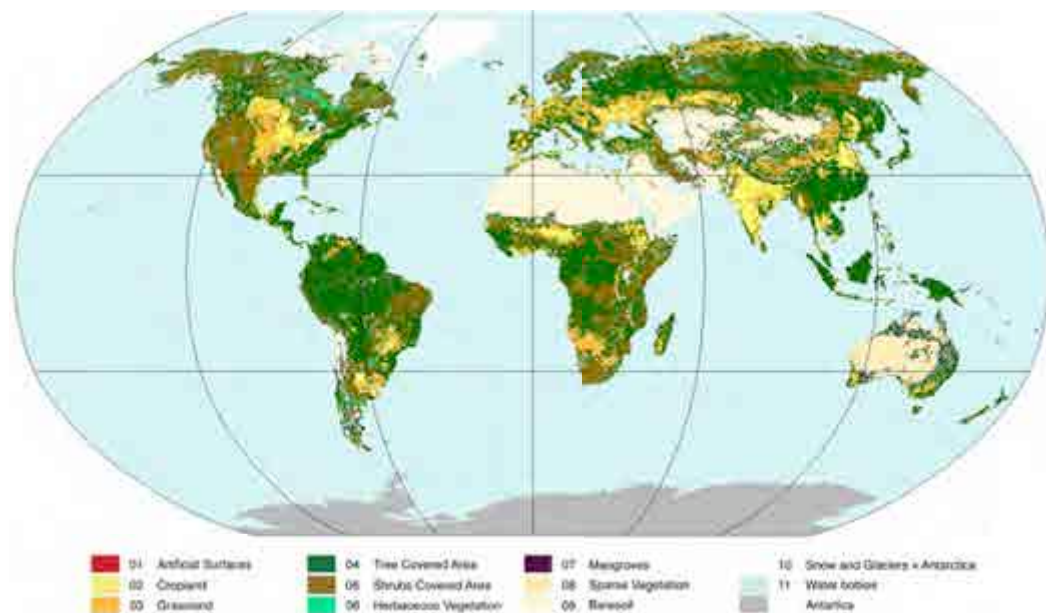 01 Artificial Surfaces
02 Cropland
03 Grassland
04 Tree Covered Area
05 Shrubs Covered Area
06 Herbaceous Vegetation
07 Mangroves
08 Sparse Vegetation
09 Baresoil
10 Snow and Glaciers + Antarctica
11 Water bodies
Antartica